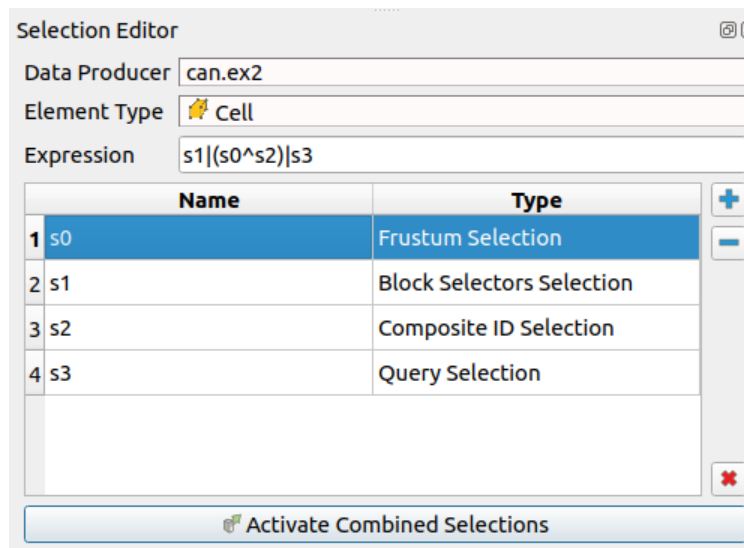 Selection Editor
Data Producer can.ex2
Element Type Cell
Expression s1|(s0^s2)|s3
Name Type
1 s0 Frustum Selection
2 s1 Block Selectors Selection
3 s2 Composite ID Selection
4 s3 Query Selection
Activate Combined Selections